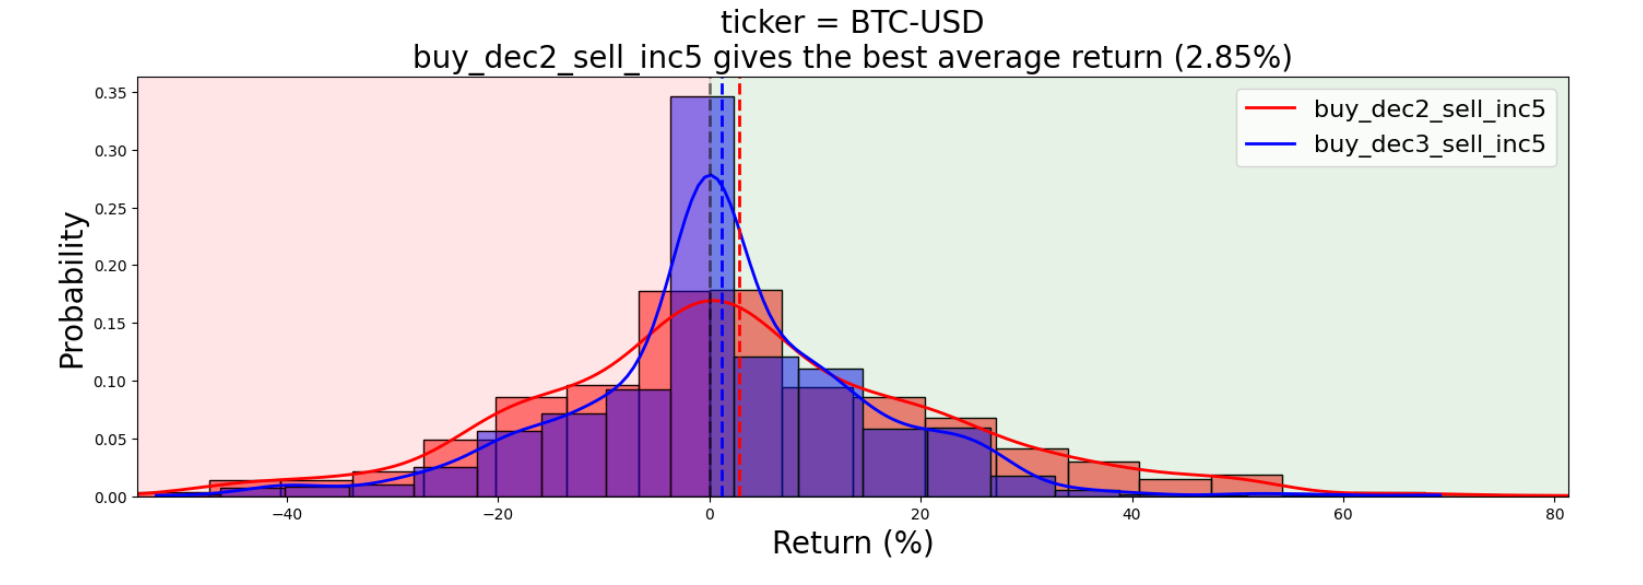 ticker = BTC-USD
buy_dec2_sell_inc5 gives the best average return (2.85%)
buy_dec2_sell_inc5
buy_dec3_sell_inc5
Probability
0.35
0.30
0.25
0.20
0.15
0.10
0.05
0.00
−40
−20
0
20
40
60
80
Return (%)